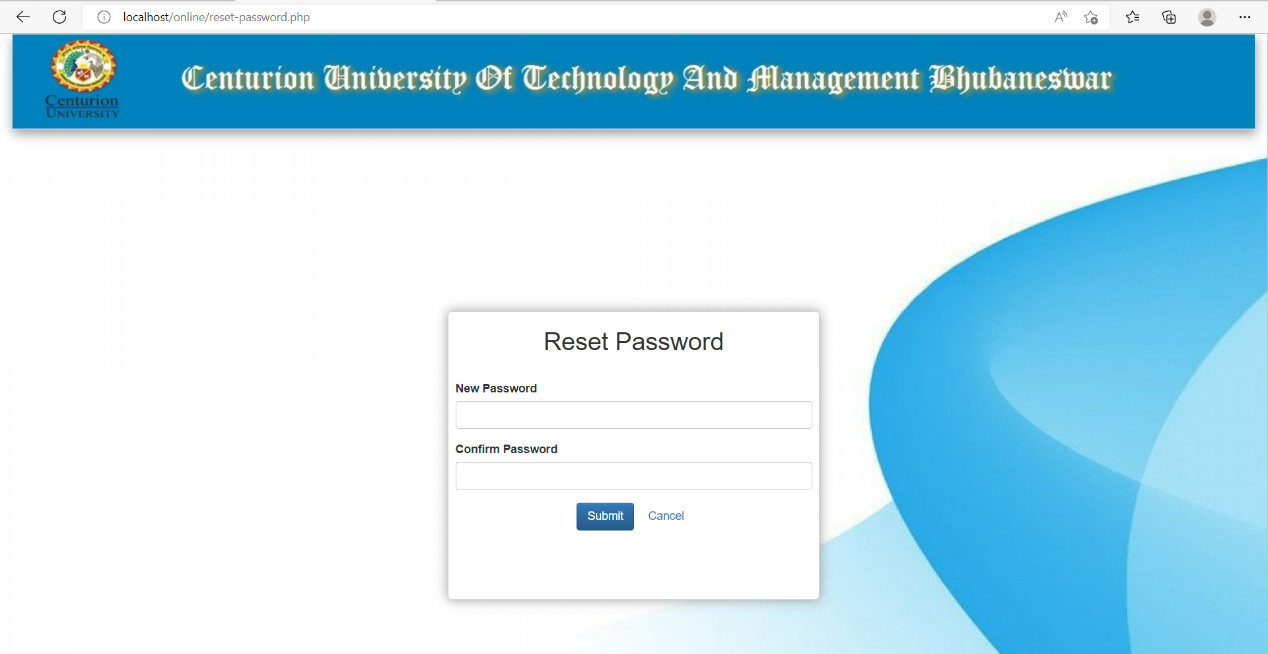 localhost/online/reset-password.php
Centurion University Of Technology And Management Bhubaneswar
Centurion
UNIVERSITY
Reset Password
New Password
Confirm Password
Submit Cancel